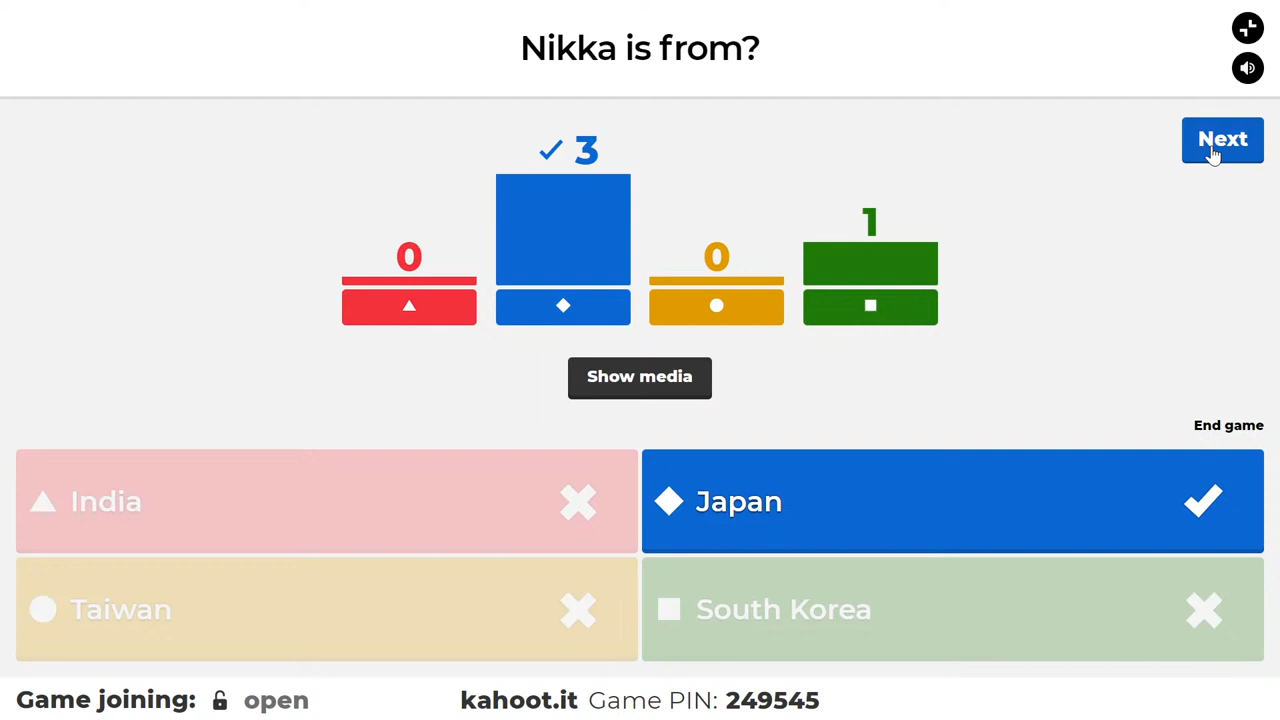 Nikka is from?
Next
3
0
0
1
Show media
End game
India
Japan
Taiwan
South Korea
Game joining: open
kahoot.it Game PIN: 249545